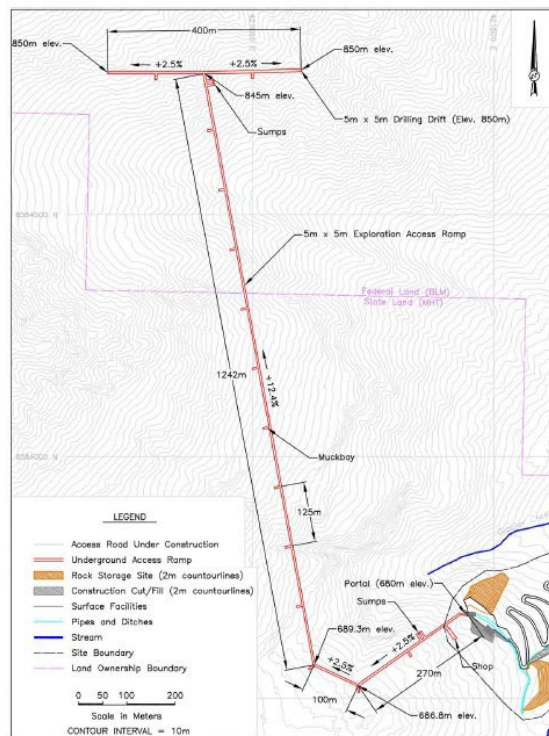 400m
421500 E
850m elev.
+2.5%
+2.5%
850m elev.
845m elev.
5m x 5m Drilling Drift (Elev. 850m)
Sumps
6584500 N
5m x 5m Exploration Access Ramp
Federal Land (BLM)
State Land (MHT)
1242m
+12.4%
Muckbay
6584000 N
125m
Portal (680m elev.)
Sumps
+2.5%
689.3m elev.
+2.5%
270m
Shop
100m
686.8m elev.
LEGEND
Access Road Under Construction
Underground Access Ramp
Rock Storage Site (2m countourlines)
Construction Cut/Fill (2m countourlines)
Surface Facilities
Pipes and Ditches
Stream
Site Boundary
Land Ownership Boundary
0 50 100 200
Scale in Meters
CONTOUR INTERVAL = 10m